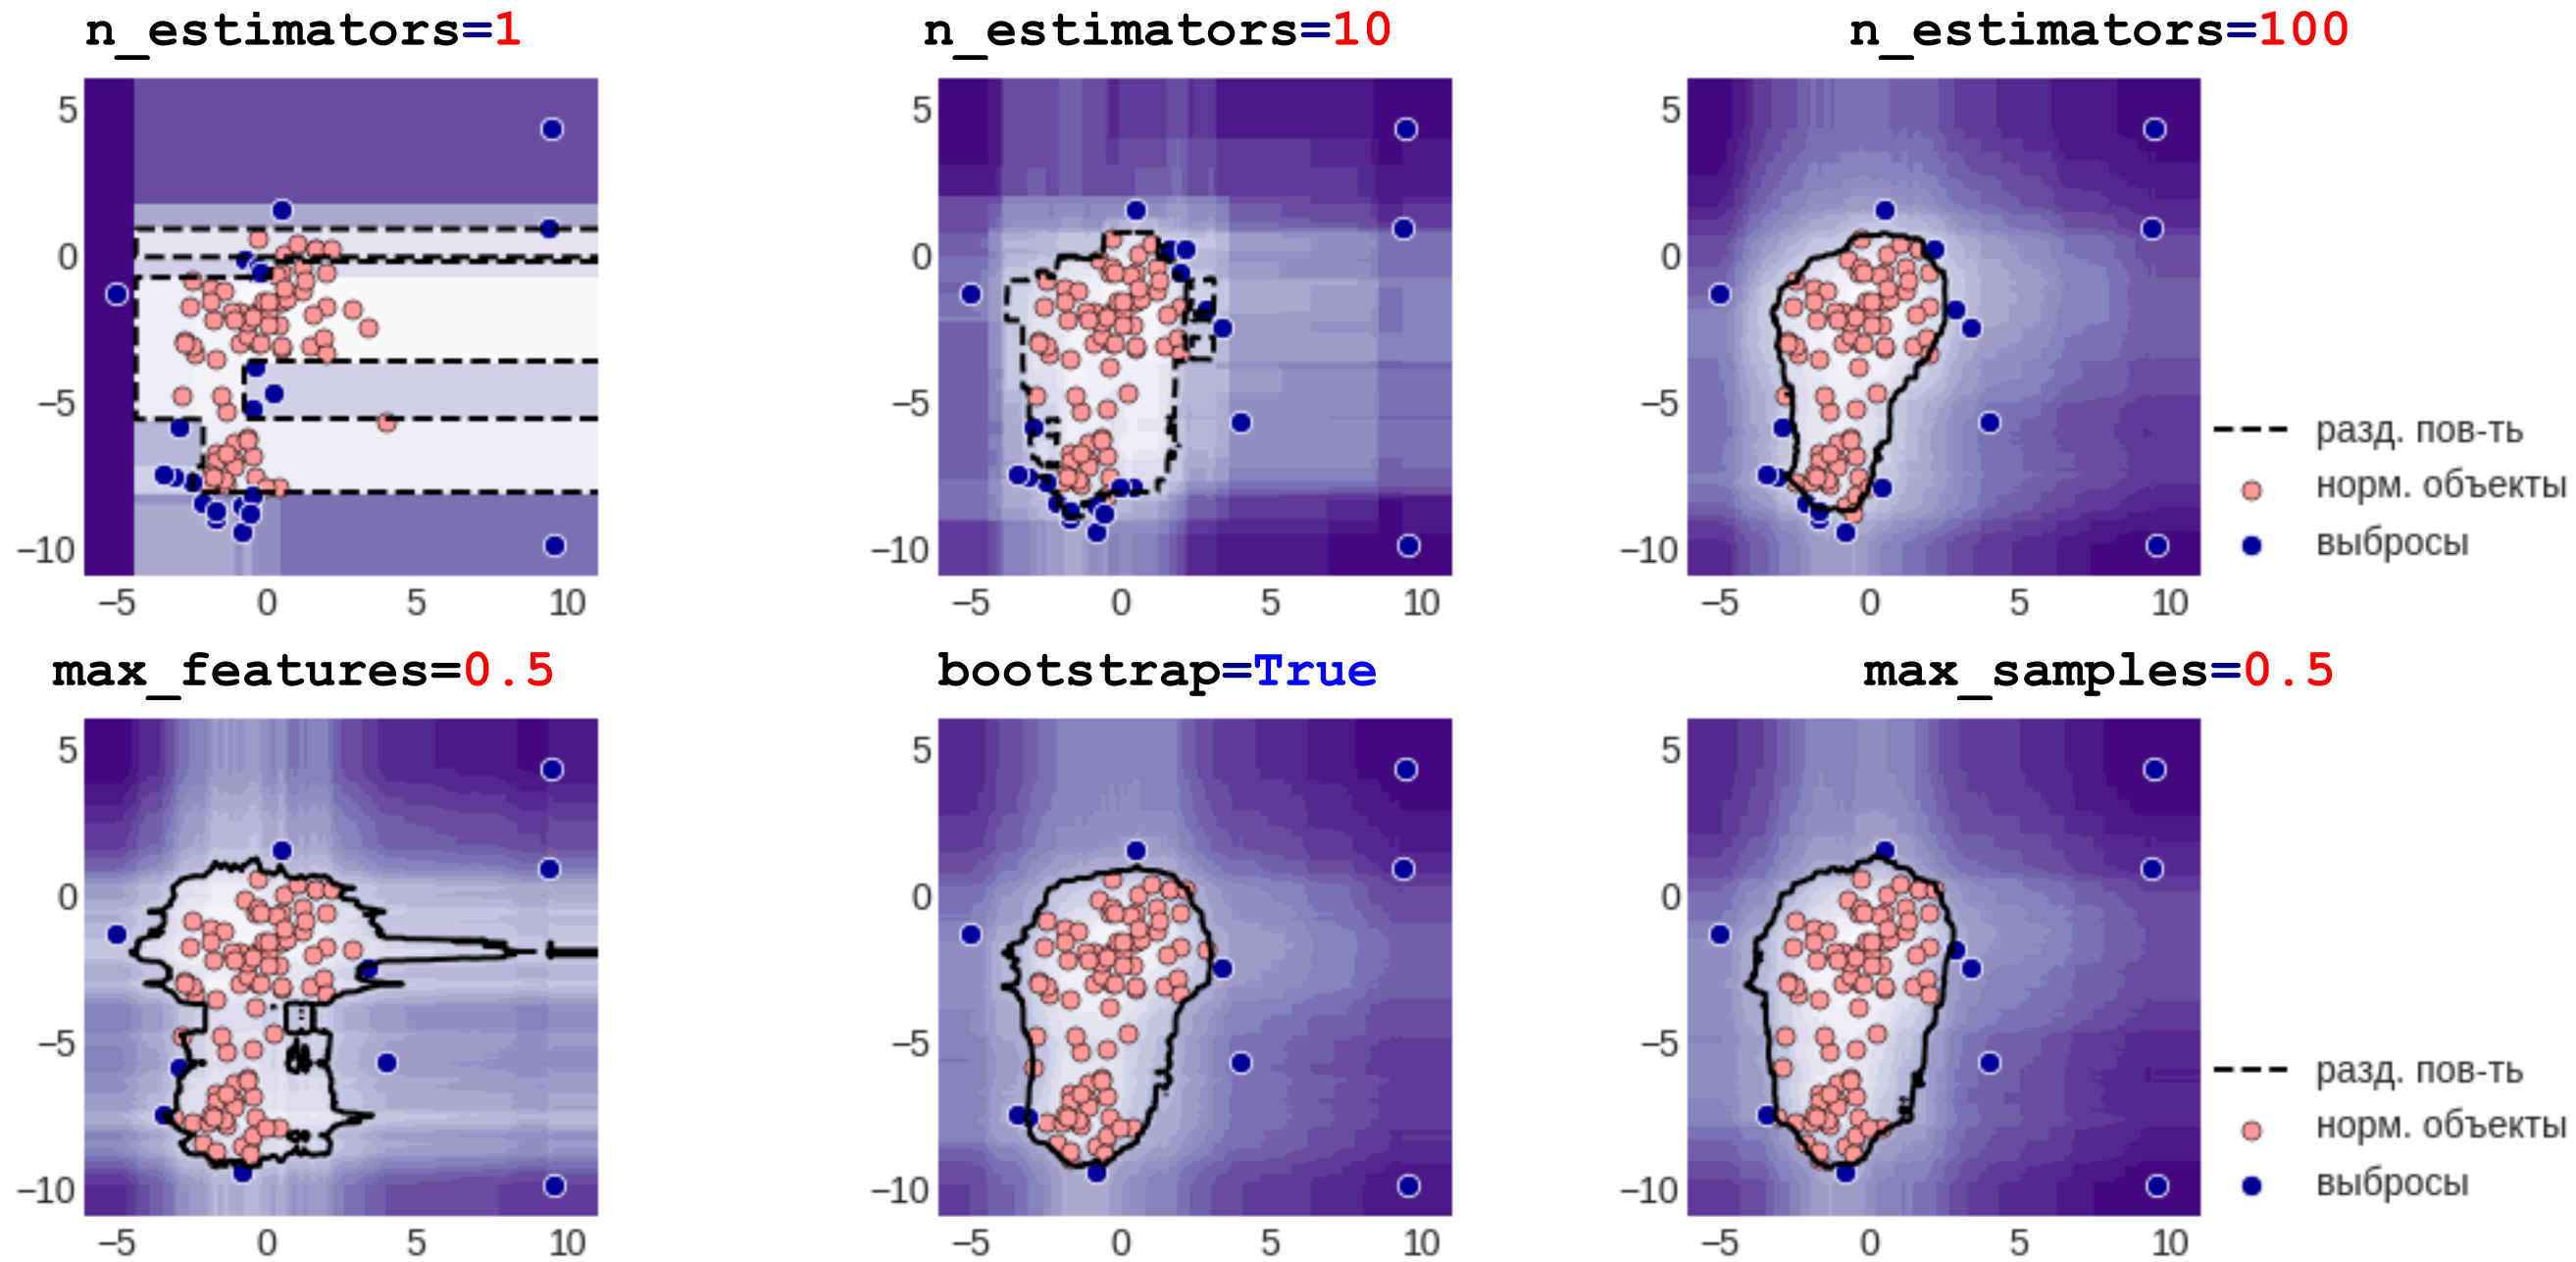 n_estimators=1
n_estimators=10
n_estimators=100
5
0
−5
−10
−5 0 5 10
5
0
−5
−10
−5 0 5 10
5
0
−5
−10
−5 0 5 10
разд. пов-ть
норм. объекты
выбросы
max_features=0.5
bootstrap=True
max_samples=0.5
5
0
−5
−10
−5 0 5 10
5
0
−5
−10
−5 0 5 10
5
0
−5
−10
−5 0 5 10
разд. пов-ть
норм. объекты
выбросы